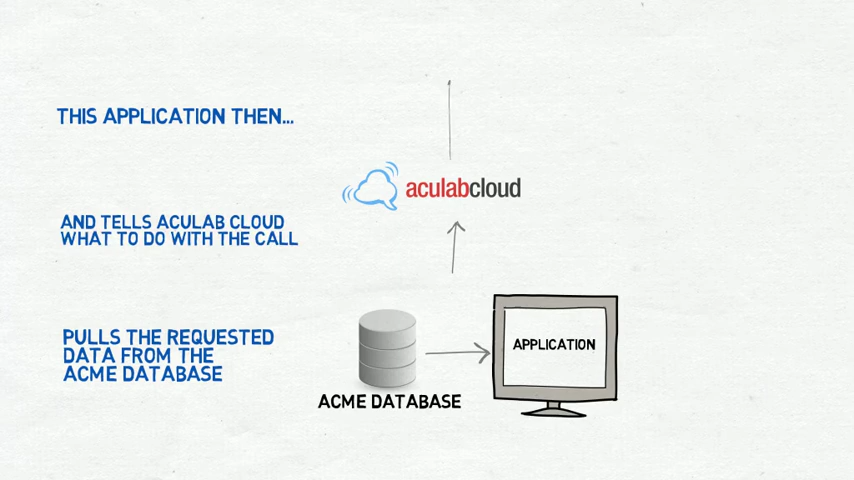 THIS APPLICATION THEN...
aculabcloud
AND TELLS ACULAB CLOUD
WHAT TO DO WITH THE CALL
PULLS THE REQUESTED
DATA FROM THE
ACME DATABASE
APPLICATION
ACME DATABASE